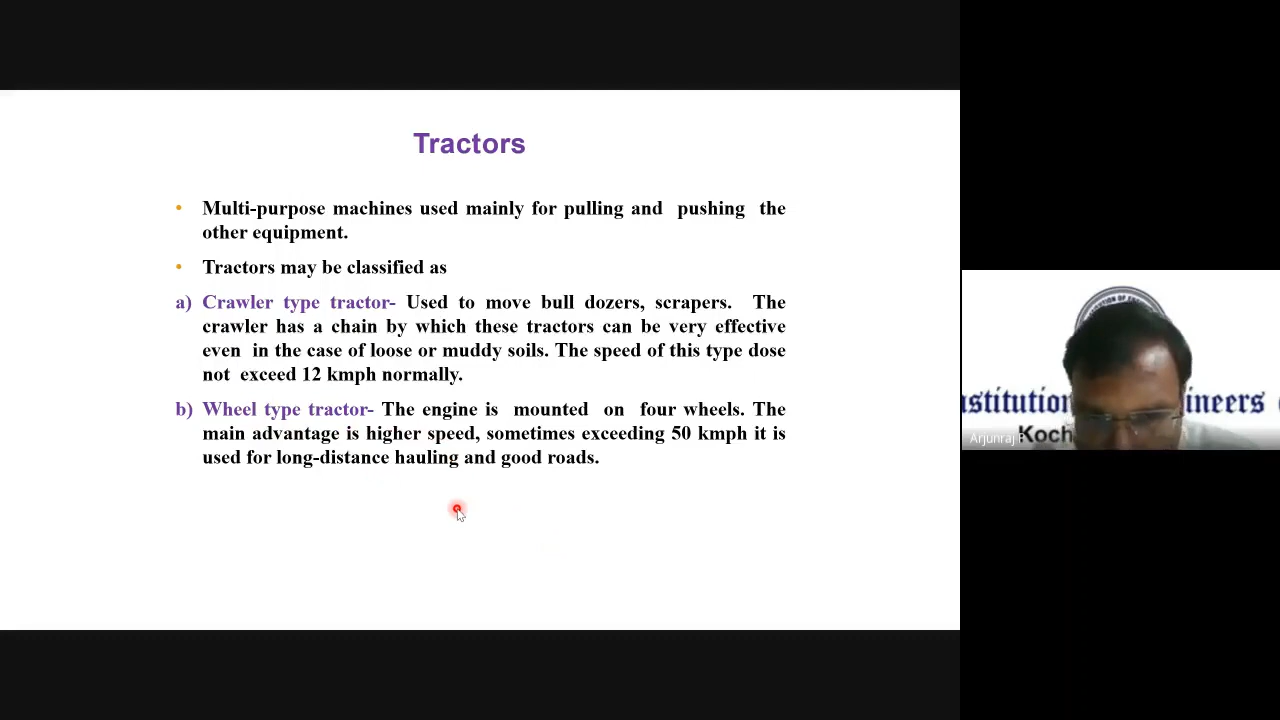 Tractors
• Multi-purpose machines used mainly for pulling and pushing the
other equipment.
• Tractors may be classified as
a) Crawler type tractor- Used to move bull dozers, scrapers. The
crawler has a chain by which these tractors can be very effective
even in the case of loose or muddy soils. The speed of this type dose
not exceed 12 kmph normally.
b) Wheel type tractor- The engine is mounted on four wheels. The
main advantage is higher speed, sometimes exceeding 50 kmph it is
used for long-distance hauling and good roads.
stitution ineers
Koch
Arjunraj